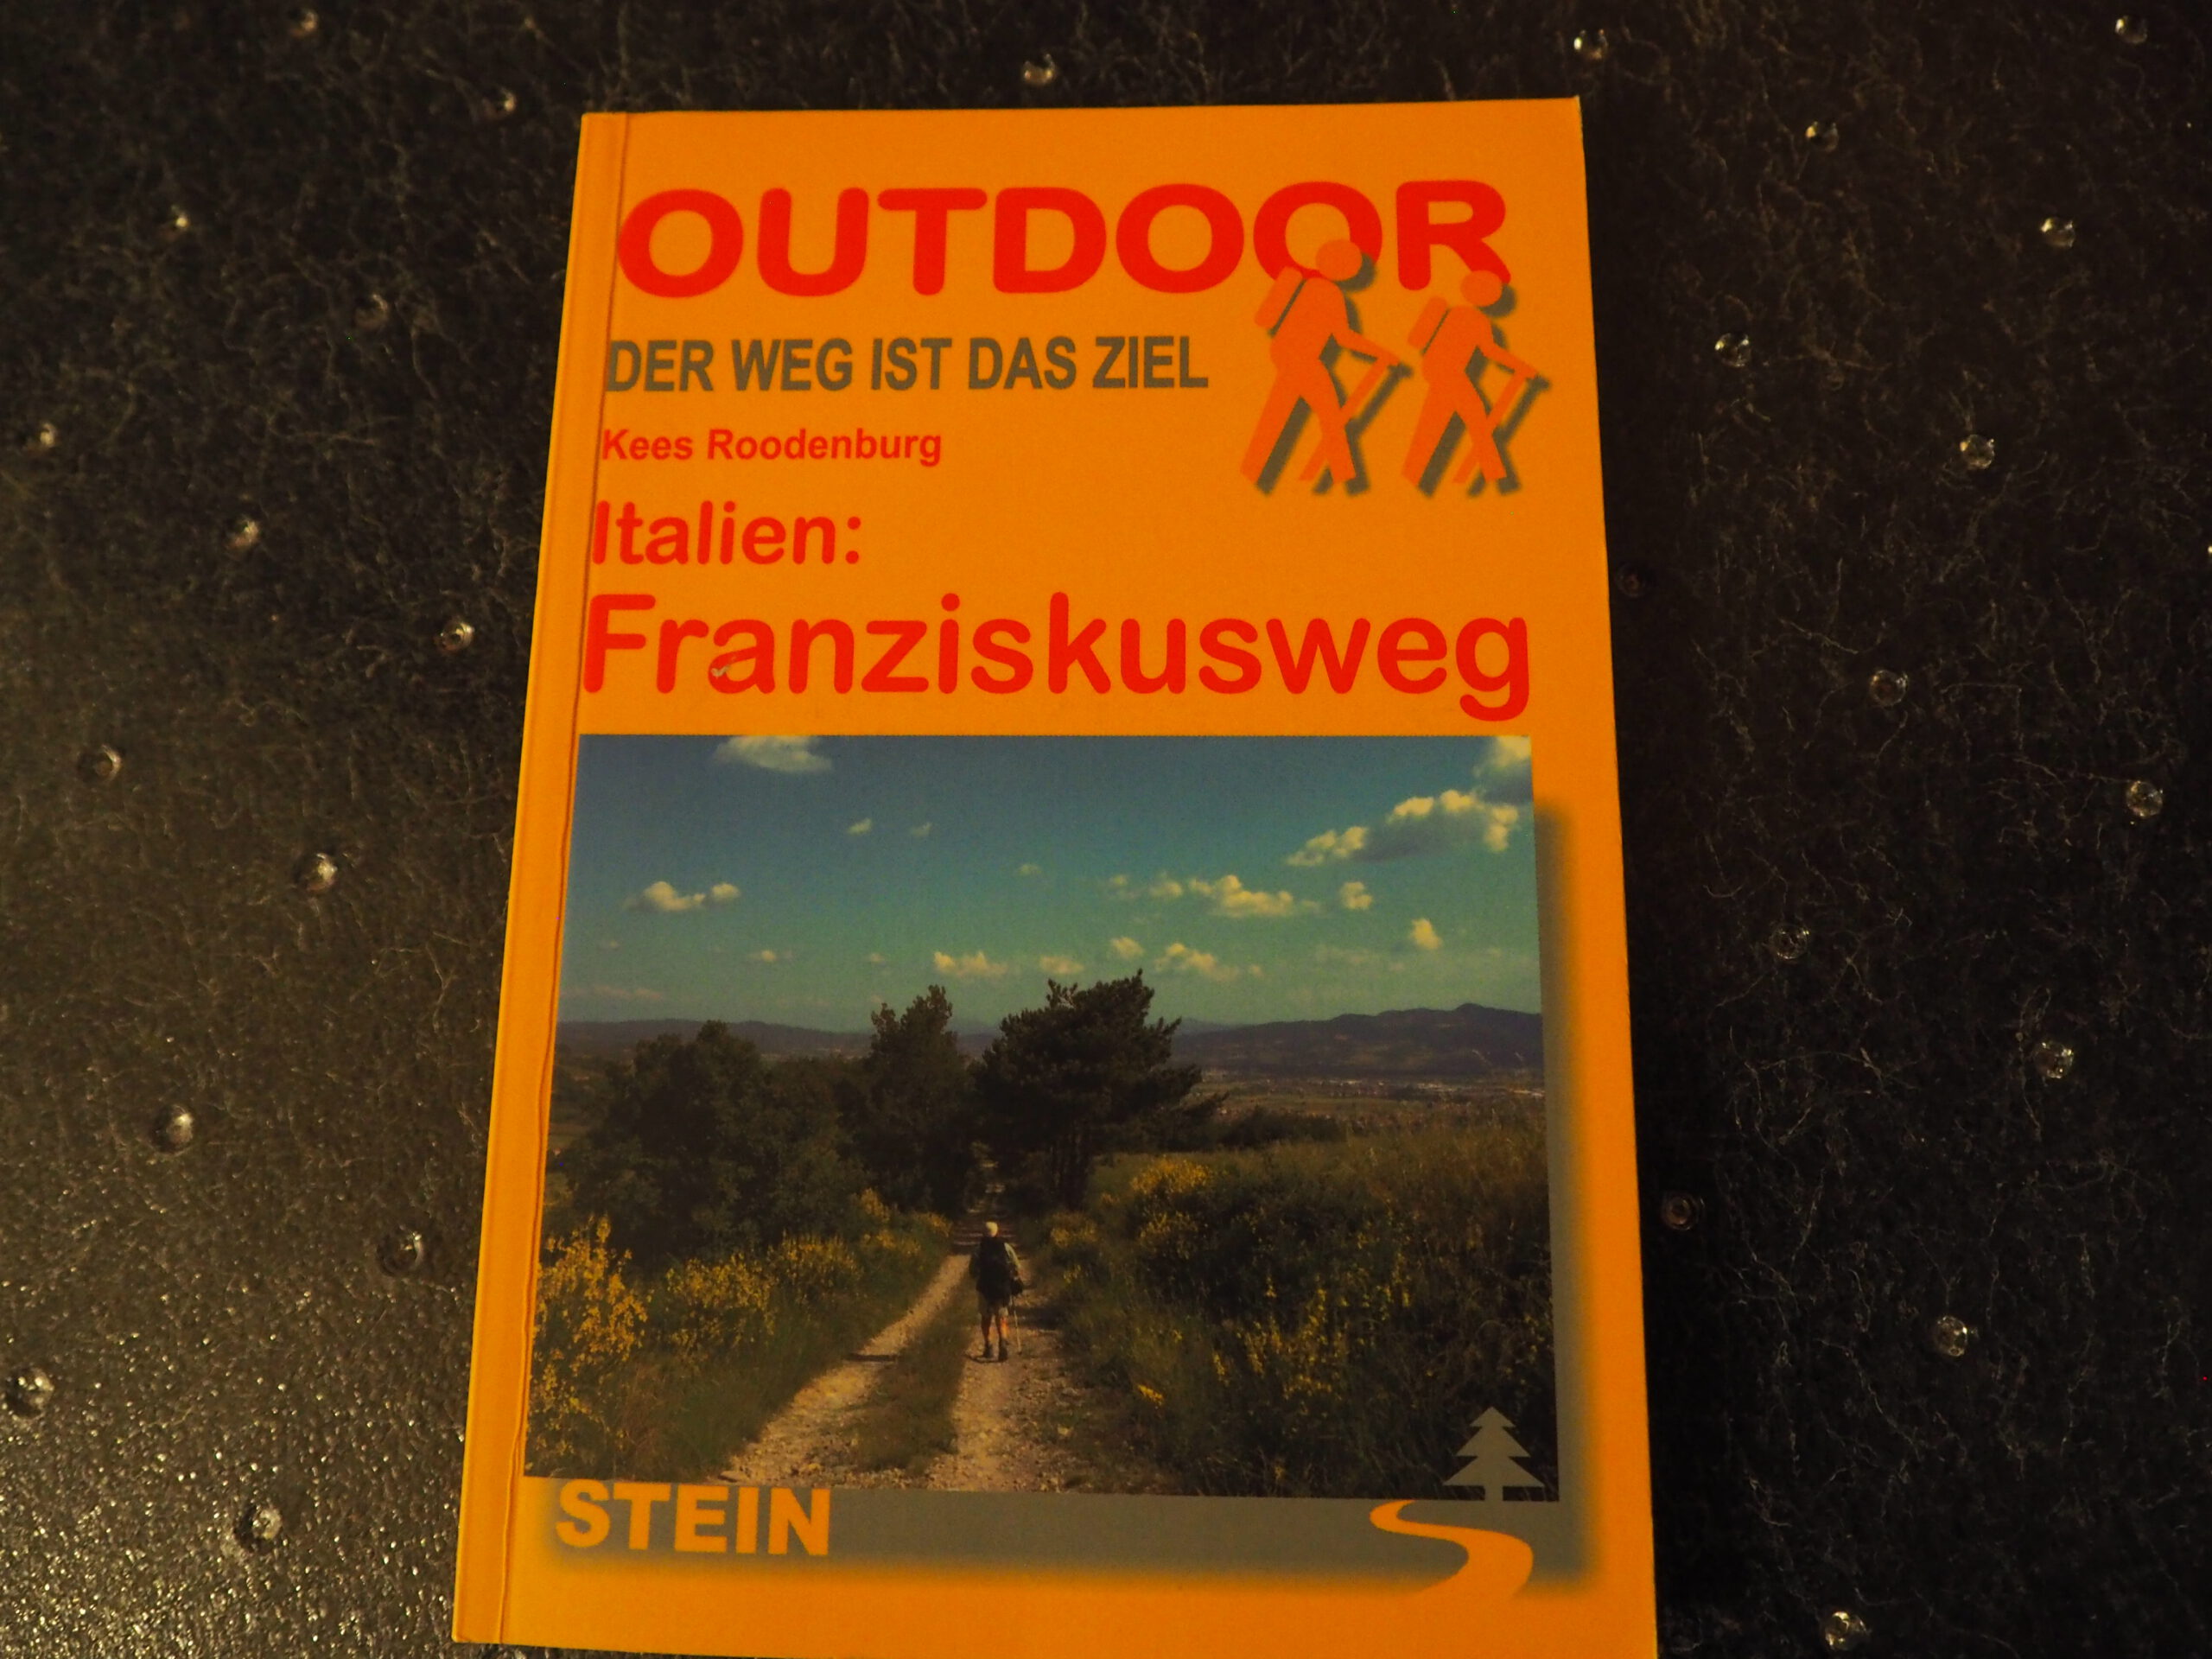 OUTDOOR
DER WEG IST DAS ZIEL
Kees Roodenburg
Italien:
Franziskusweg
STEIN